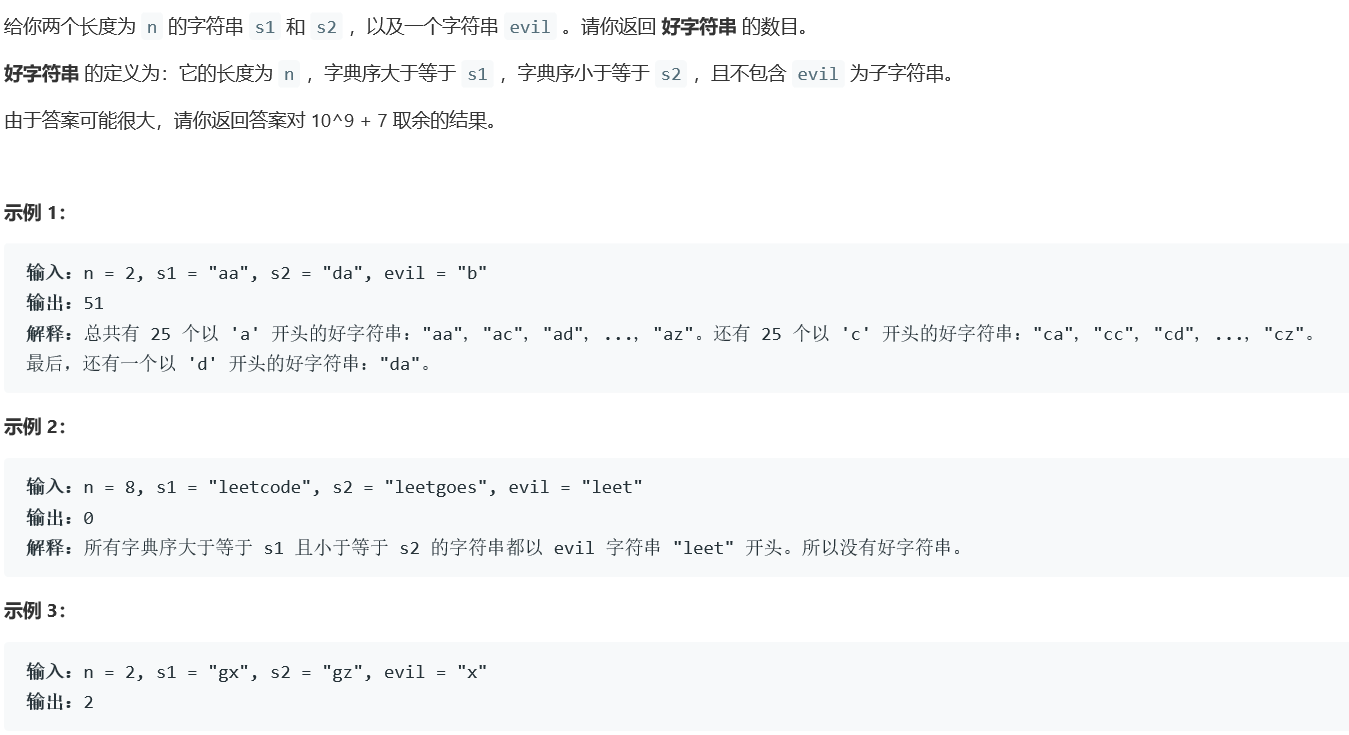 给你两个长度为 n 的字符串 s1 和 s2 ，以及一个字符串 evil 。请你返回 好字符串 的数目。
好字符串 的定义为：它的长度为 n ，字典序大于等于 s1 ，字典序小于等于 s2 ，且不包含 evil 为子字符串。
由于答案可能很大，请你返回答案对 10^9 + 7 取余的结果。
示例 1：
输入：n = 2, s1 = "aa", s2 = "da", evil = "b"
输出：51
解释：总共有 25 个以 'a' 开头的好字符串："aa"，"ac"，"ad"，...，"az"。还有 25 个以 'c' 开头的好字符串："ca"，"cc"，"cd"，...，"cz"。
最后，还有一个以 'd' 开头的好字符串："da"。
示例 2：
输入：n = 8, s1 = "leetcode", s2 = "leetgoes", evil = "leet"
输出：0
解释：所有字典序大于等于 s1 且小于等于 s2 的字符串都以 evil 字符串 "leet" 开头。所以没有好字符串。
示例 3：
输入：n = 2, s1 = "gx", s2 = "gz", evil = "x"
输出：2